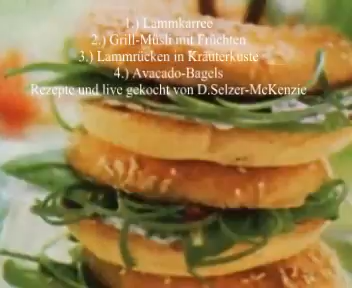 1.) Lammkarree
2.) Grill-Müsli mit Früchten
3.) Lammrücken in Kräuterkuste
4.) Avacado-Bagels
Rezepte und live gekocht von D.Selzer-McKenzie